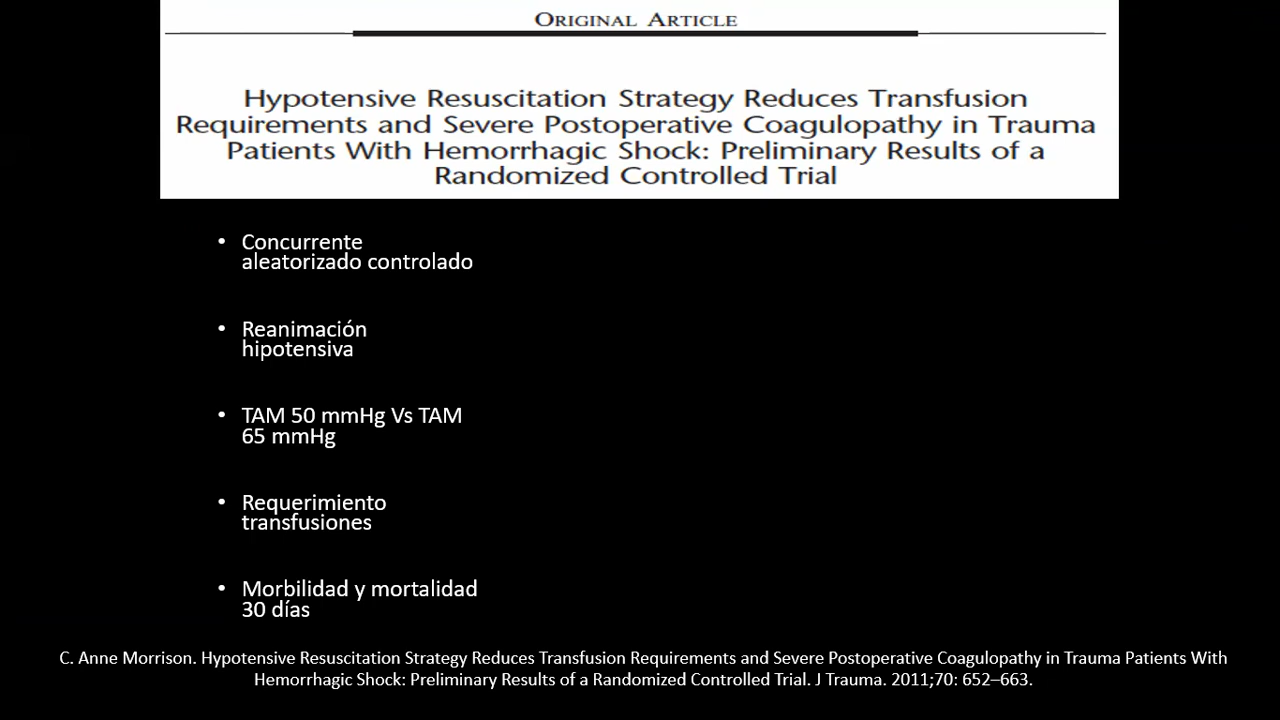 ORIGINAL ARTICLE
Hypotensive Resuscitation Strategy Reduces Transfusion
Requirements and Severe Postoperative Coagulopathy in Trauma
Patients With Hemorrhagic Shock: Preliminary Results of a
Randomized Controlled Trial
• Concurrente
aleatorizado controlado
• Reanimación
hipotensiva
• TAM 50 mmHg Vs TAM
65 mmHg
• Requerimiento
transfusiones
• Morbilidad y mortalidad
30 días
C. Anne Morrison. Hypotensive Resuscitation Strategy Reduces Transfusion Requirements and Severe Postoperative Coagulopathy in Trauma Patients With
Hemorrhagic Shock: Preliminary Results of a Randomized Controlled Trial. J Trauma. 2011;70: 652–663.